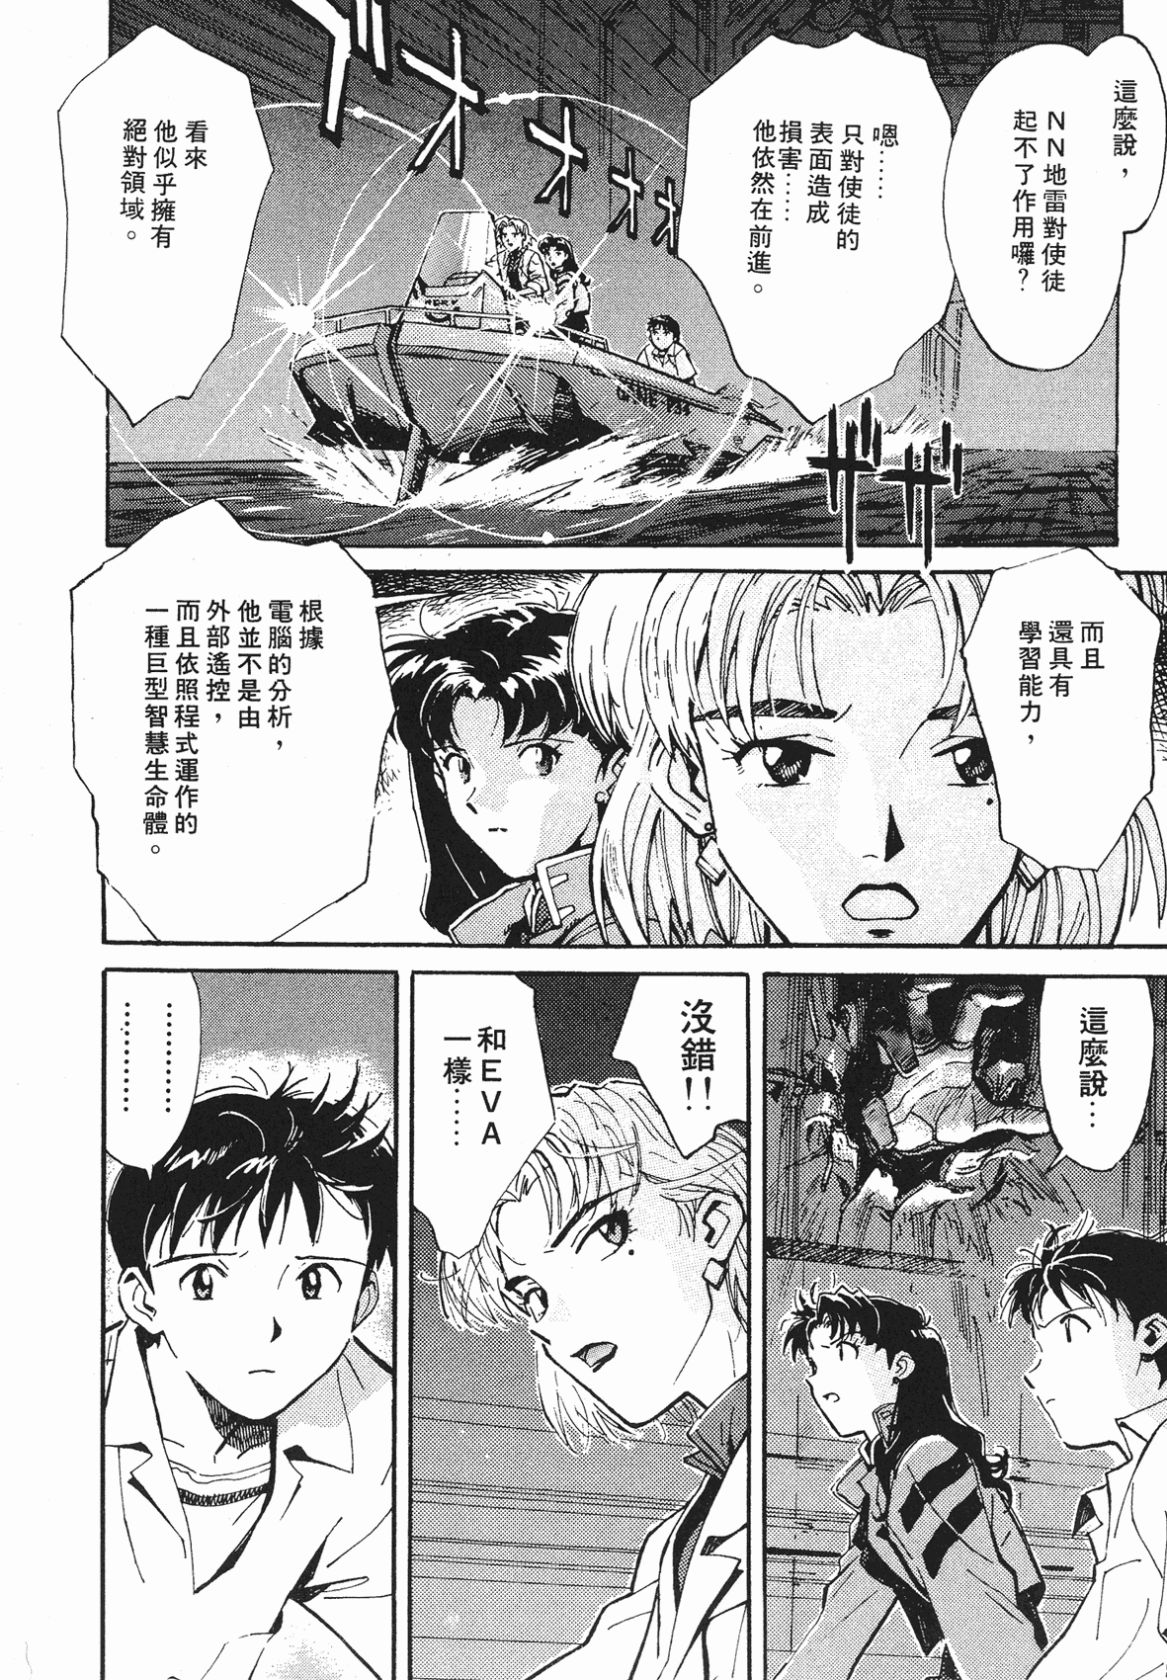 這麼說，
ＮＮ地雷對使徒
起不了作用囉？
嗯……
只對使徒的
表面造成
損害……
他依然在前進。
看來
他似乎擁有
絕對領域。
ズオオオオオ
ザザ
而且
還具有
學習能力，
根據
電腦的分析，
他並不是由
外部遙控，
而且依照程式運作的
一種巨型智慧生命體。
這麼說…
沒錯!!
和ＥＶＡ
一樣……
…………
…………